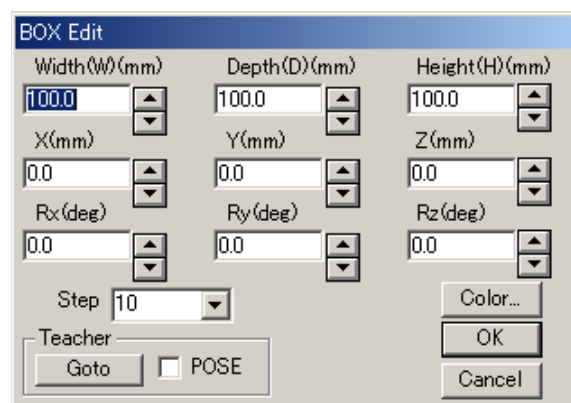 BOX Edit
Width(W)(mm) Depth(D)(mm) Height(H)(mm)
100.0 100.0 100.0
X(mm) Y(mm) Z(mm)
0.0 0.0 0.0
Rx(deg) Ry(deg) Rz(deg)
0.0 0.0 0.0
Step 10 Color...
Teacher OK
Goto POSE Cancel